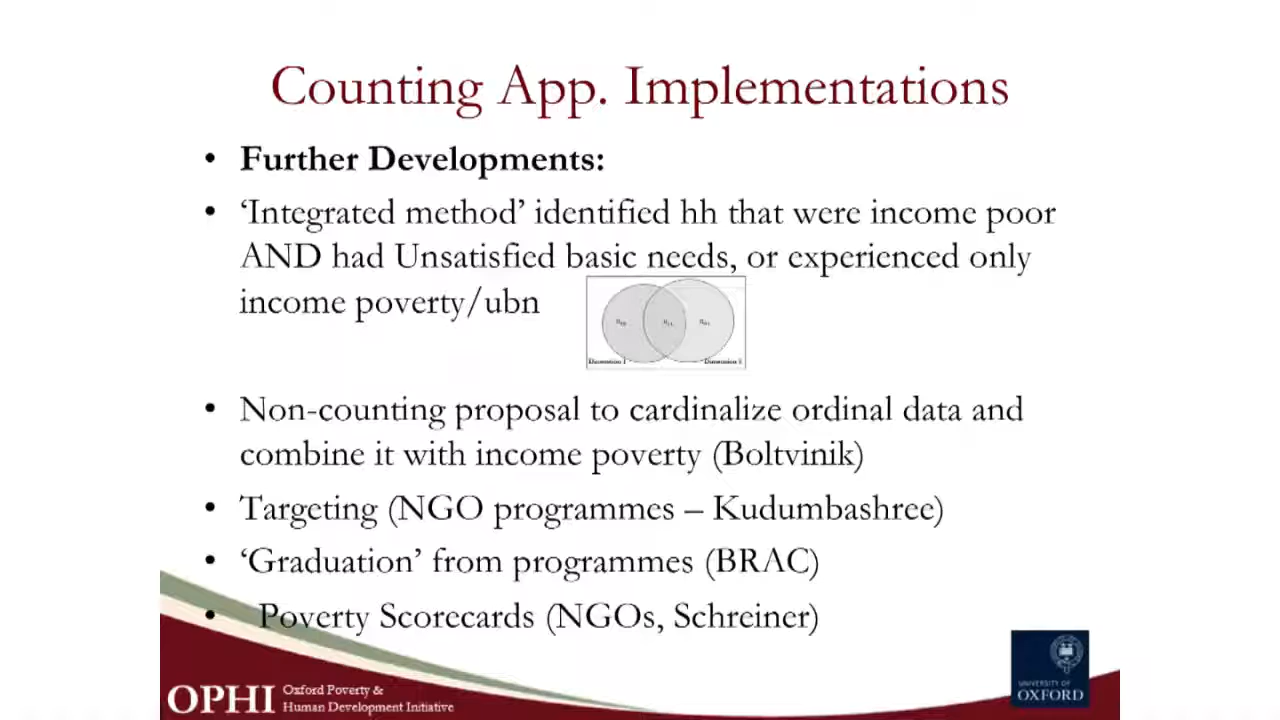 Counting App. Implementations
• Further Developments:
• ‘Integrated method’ identified hh that were income poor
AND had Unsatisfied basic needs, or experienced only
income poverty/ubn
• Non-counting proposal to cardinalize ordinal data and
combine it with income poverty (Boltvinik)
• Targeting (NGO programmes – Kudumbashree)
• ‘Graduation’ from programmes (BRAC)
• Poverty Scorecards (NGOs, Schreiner)
OPHI
Oxford Poverty &
Human Development Initiative
UNIVERSITY OF
OXFORD